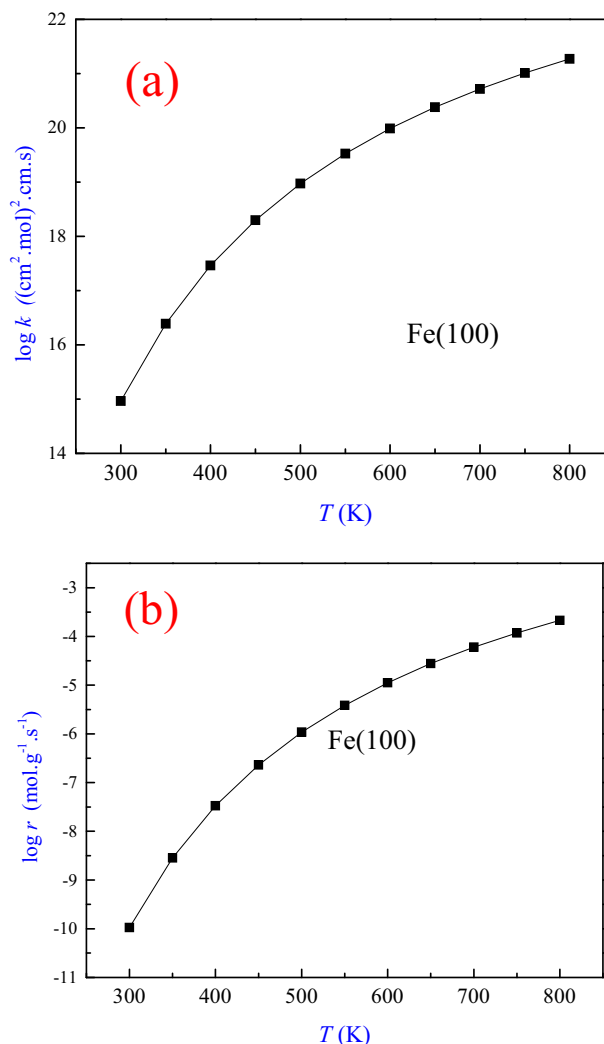 (a)
22
20
18
16
14
log k ((cm².mol)².cm.s)
Fe(100)
300 400 500 600 700 800
T (K)
(b)
-3
-4
-5
-6
-7
-8
-9
-10
-11
log r (mol.g⁻¹.s⁻¹)
Fe(100)
300 400 500 600 700 800
T (K)